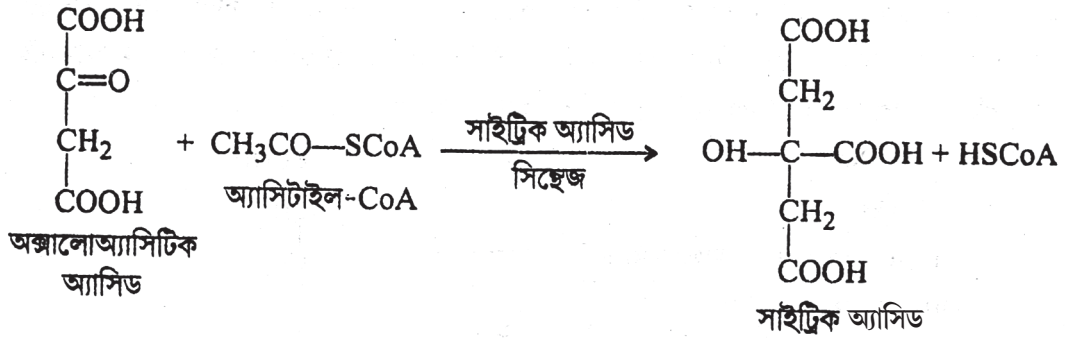 COOH
C=O
CH2
COOH
অক্সালোঅ্যাসিটিক
অ্যাসিড
+ CH3CO—SCoA
অ্যাসিটাইল-CoA
সাইট্রিক অ্যাসিড
সিন্থেজ
COOH
CH2
OH—C—COOH + HSCoA
CH2
COOH
সাইট্রিক অ্যাসিড